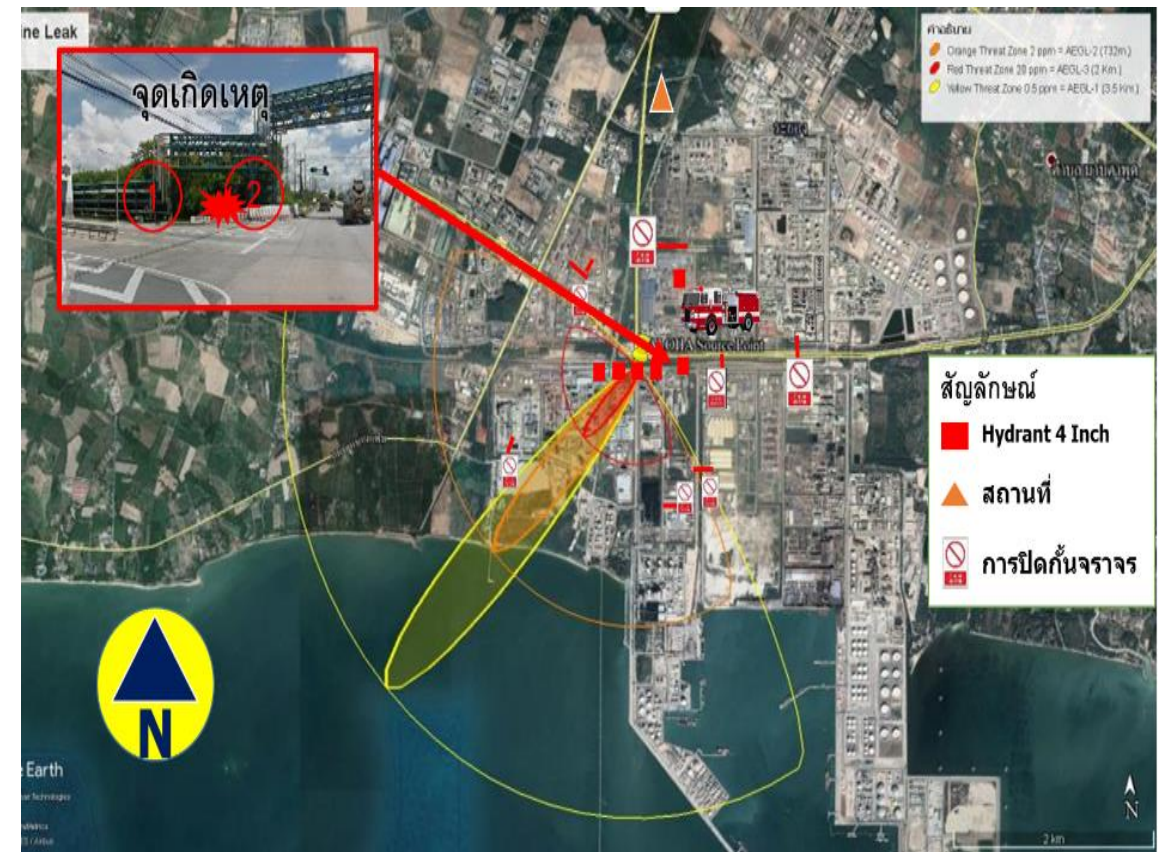 ne Leak
จุดเกิดเหตุ
1
2
คำอธิบาย
Orange Threat Zone 2 ppm = AEGL-2 (732m.)
Red Threat Zone 20 ppm = AEGL-3 (2 Km.)
Yellow Threat Zone 0.5 ppm = AEGL-1 (3.5 Km.)
ALOHA Source Point
สัญลักษณ์
Hydrant 4 Inch
สถานที่
การปิดกั้นจราจร
N
Earth
N
2 km